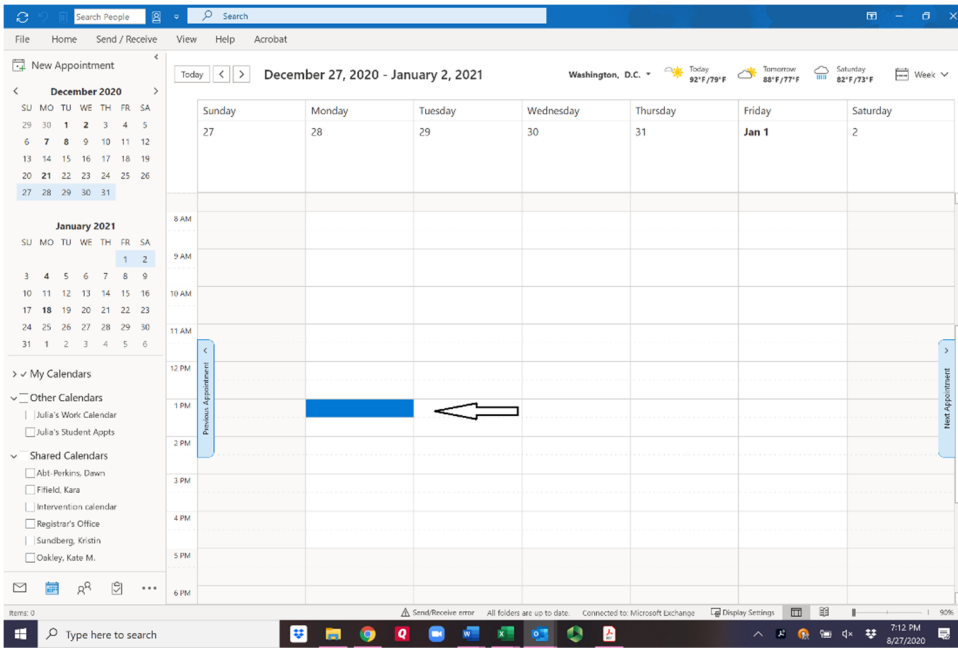 Search People
Search
File Home Send / Receive View Help Acrobat
New Appointment
December 2020
SU MO TU WE TH FR SA
29 30 1 2 3 4 5
6 7 8 9 10 11 12
13 14 15 16 17 18 19
20 21 22 23 24 25 26
27 28 29 30 31
January 2021
SU MO TU WE TH FR SA
1 2
3 4 5 6 7 8 9
10 11 12 13 14 15 16
17 18 19 20 21 22 23
24 25 26 27 28 29 30
31 1 2 3 4 5 6
My Calendars
Other Calendars
Julia's Work Calendar
Julia's Student Appts
Shared Calendars
Abt-Perkins, Dawn
Fifield, Kara
Intervention calendar
Registrar's Office
Sundberg, Kristin
Oakley, Kate M.
Today
December 27, 2020 - January 2, 2021
Washington, D.C.
Today
92°F/79°F
Tomorrow
88°F/77°F
Saturday
82°F/73°F
Week
Sunday Monday Tuesday Wednesday Thursday Friday Saturday
27 28 29 30 31 Jan 1 2
8 AM
9 AM
10 AM
11 AM
12 PM
1 PM
2 PM
3 PM
4 PM
5 PM
6 PM
Previous Appointment
Next Appointment
Items: 0
Send/Receive error All folders are up to date. Connected to: Microsoft Exchange Display Settings 90%
Type here to search
7:12 PM
8/27/2020